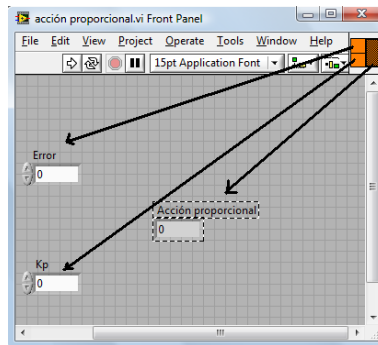 acción proporcional.vi Front Panel
File Edit View Project Operate Tools Window Help
15pt Application Font
Error
0
Acción proporcional
0
Kp
0